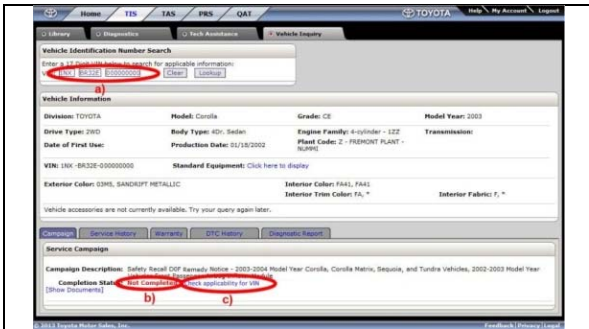 Home TIS TAS PRS QAT TOYOTA Help \ My Account \ Logout
Library Diagnostics Tech Assistance Vehicle Inquiry
Vehicle Identification Number Search
Enter a 17 Digit VIN below to search for applicable information:
1NX BR32E 000000000 Clear Lookup
a)
Vehicle Information
Division: TOYOTA Model: Corolla Grade: CE Model Year: 2003
Drive Type: 2WD Body Type: 4Dr. Sedan Engine Family: 4-cylinder - 1ZZ Transmission:
Date of First Use: Production Date: 01/18/2002 Plant Code: Z - FREMONT PLANT -
NUMMI
VIN: 1NX -BR32E-000000000 Standard Equipment: Click here to display
Exterior Color: 03M5, SANDRIFT METALLIC Interior Color: FA41, FA41
Interior Trim Color: FA, * Interior Fabric: F, *
Vehicle accessories are not currently available. Try your query again later.
Campaign Service History Warranty DTC History Diagnostic Report
Service Campaign
Campaign Description: Safety Recall D0F Remedy Notice - 2003-2004 Model Year Corolla, Corolla Matrix, Sequoia, and Tundra Vehicles, 2002-2003 Model Year
Completion Status: Not Completed Check applicability for VIN
[Show Documents]
b) c)
© 2013 Toyota Motor Sales, Inc. Feedback | Privacy | Legal